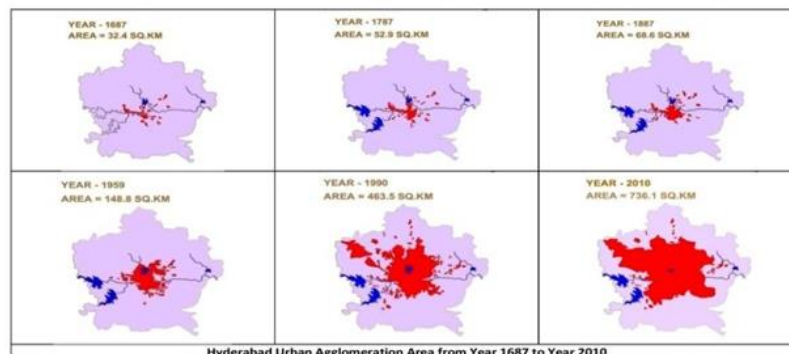 YEAR - 1687
AREA = 32.4 SQ.KM
YEAR - 1787
AREA = 52.9 SQ.KM
YEAR - 1887
AREA = 68.6 SQ.KM
YEAR - 1959
AREA = 148.8 SQ.KM
YEAR - 1990
AREA = 463.5 SQ.KM
YEAR - 2010
AREA = 736.1 SQ.KM
Hyderabad Urban Agglomeration Area from Year 1687 to Year 2010